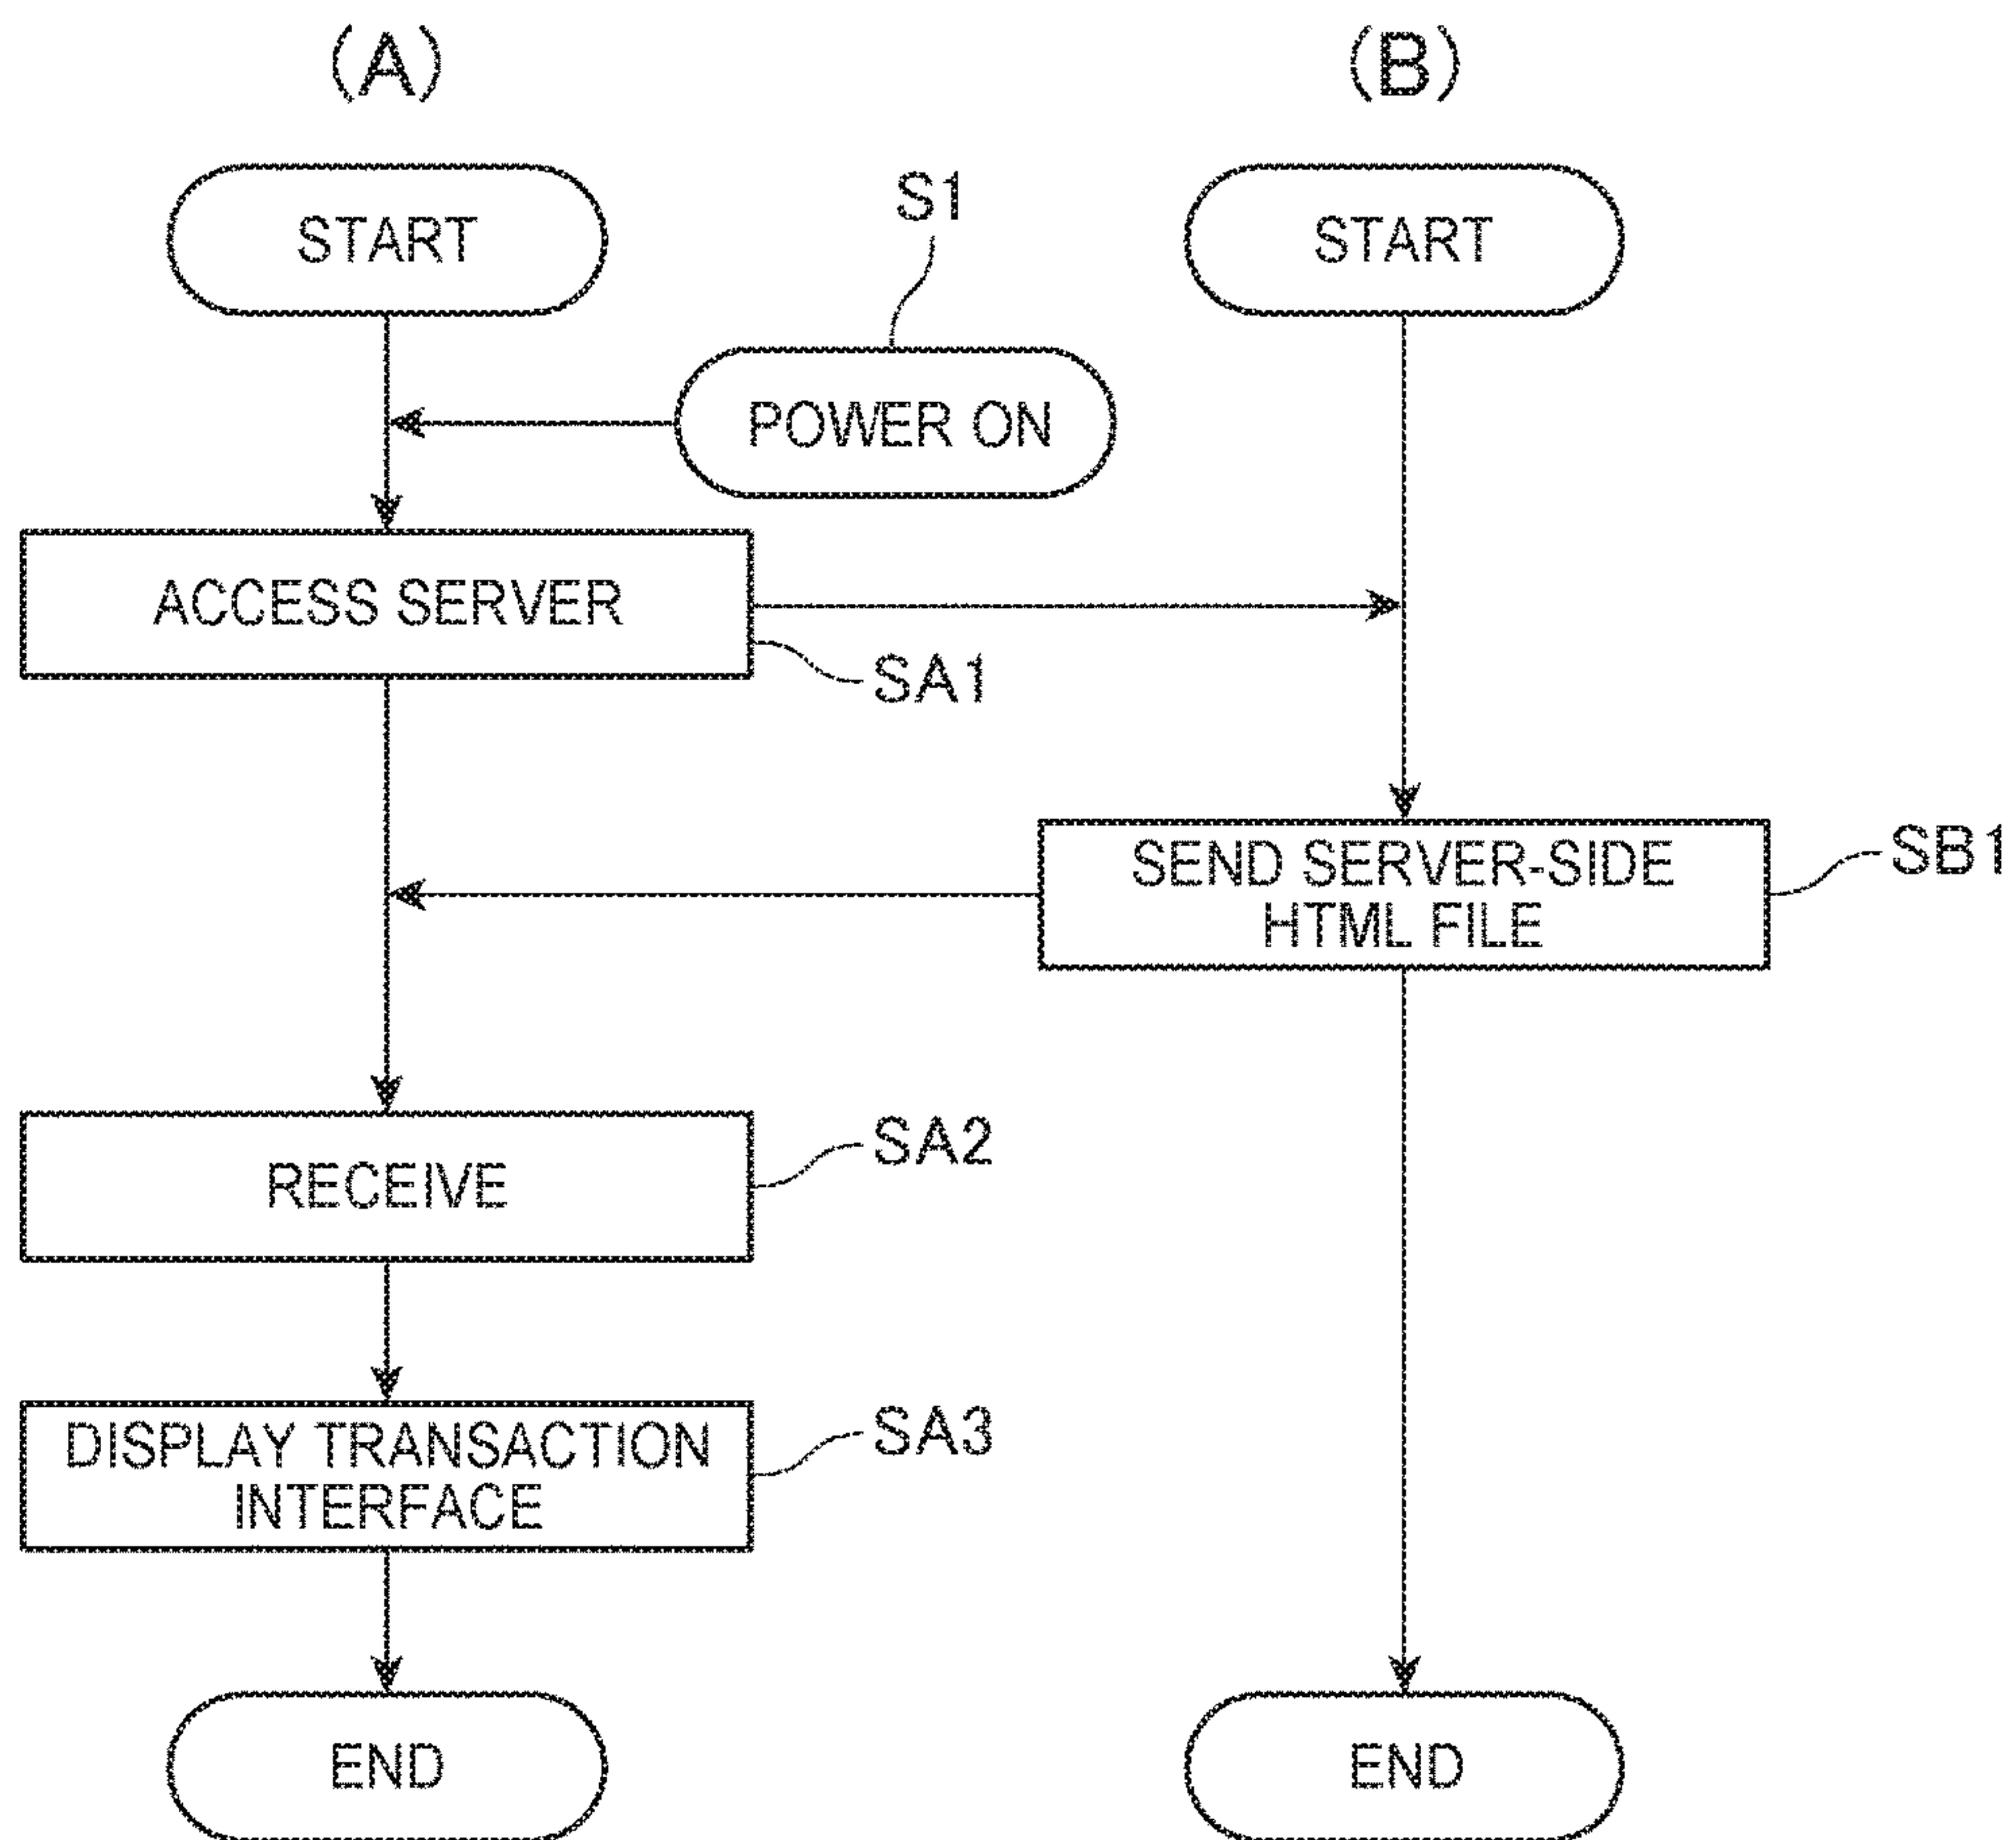 (A)
(B)
START
S1
START
POWER ON
ACCESS SERVER
SA1
SEND SERVER-SIDE
HTML FILE
SB1
RECEIVE
SA2
DISPLAY TRANSACTION
INTERFACE
SA3
END
END